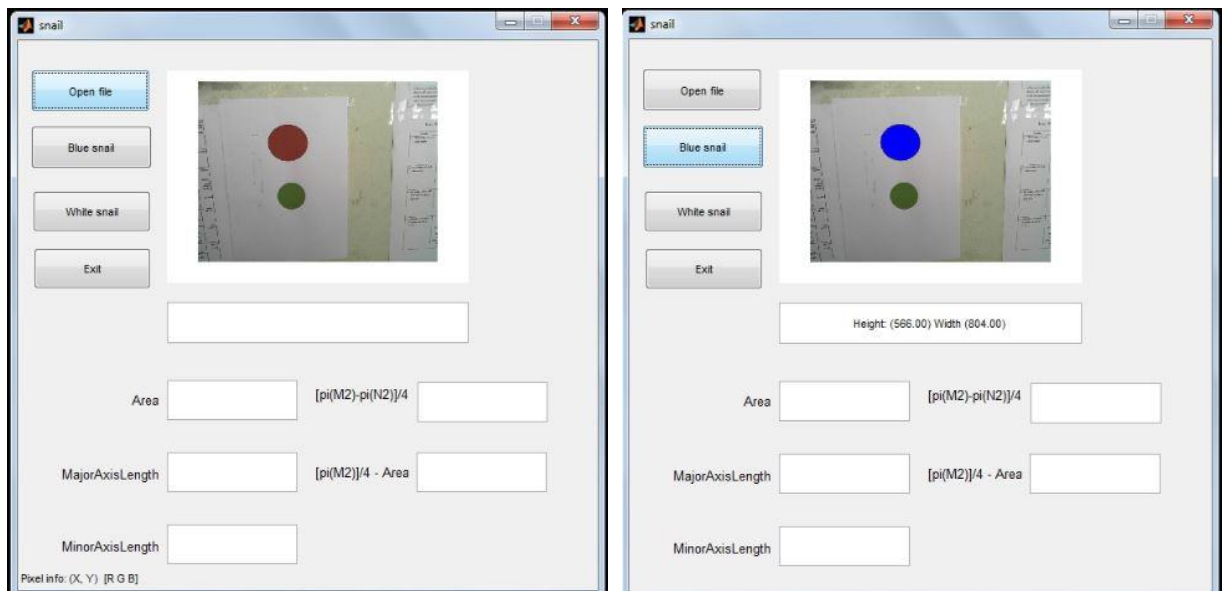 snail
Open file
Blue snail
White snail
Exit
Area
[pi(M2)-pi(N2)]/4
MajorAxisLength
[pi(M2)]/4 - Area
MinorAxisLength
Pixel info: (X, Y) [R G B]
snail
Open file
Blue snail
White snail
Exit
Height: (566.00) Width (804.00)
Area
[pi(M2)-pi(N2)]/4
MajorAxisLength
[pi(M2)]/4 - Area
MinorAxisLength